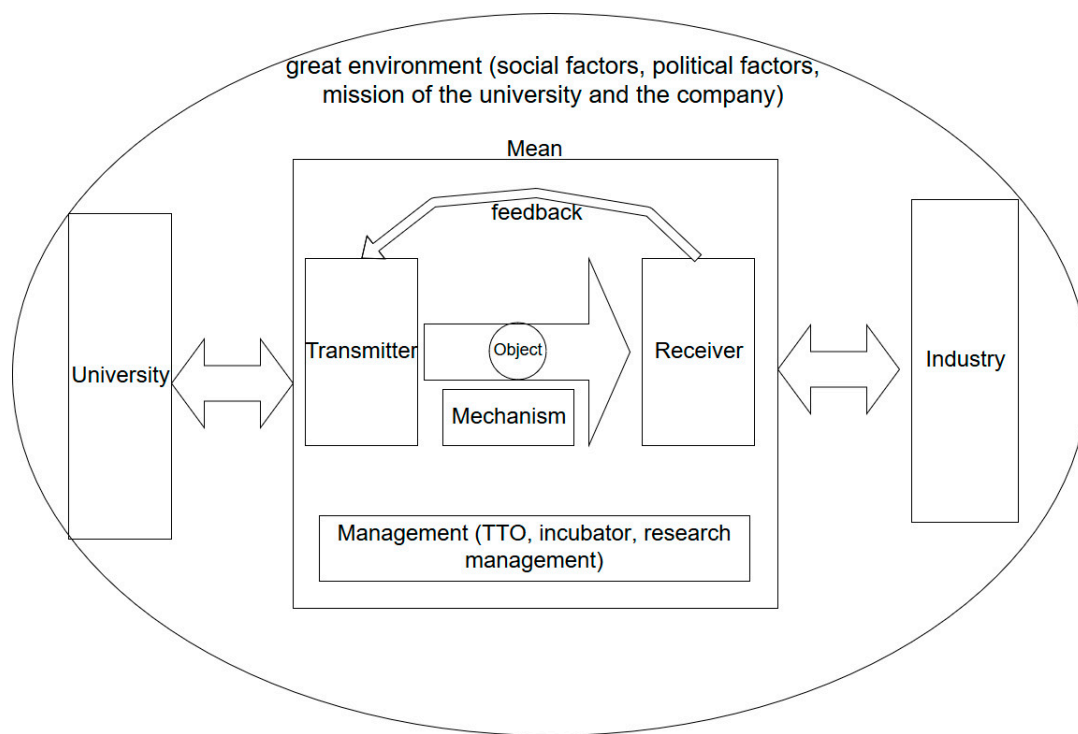 great environment (social factors, political factors,
mission of the university and the company)
Mean
feedback
University
Transmitter
Object
Mechanism
Receiver
Industry
Management (TTO, incubator, research
management)